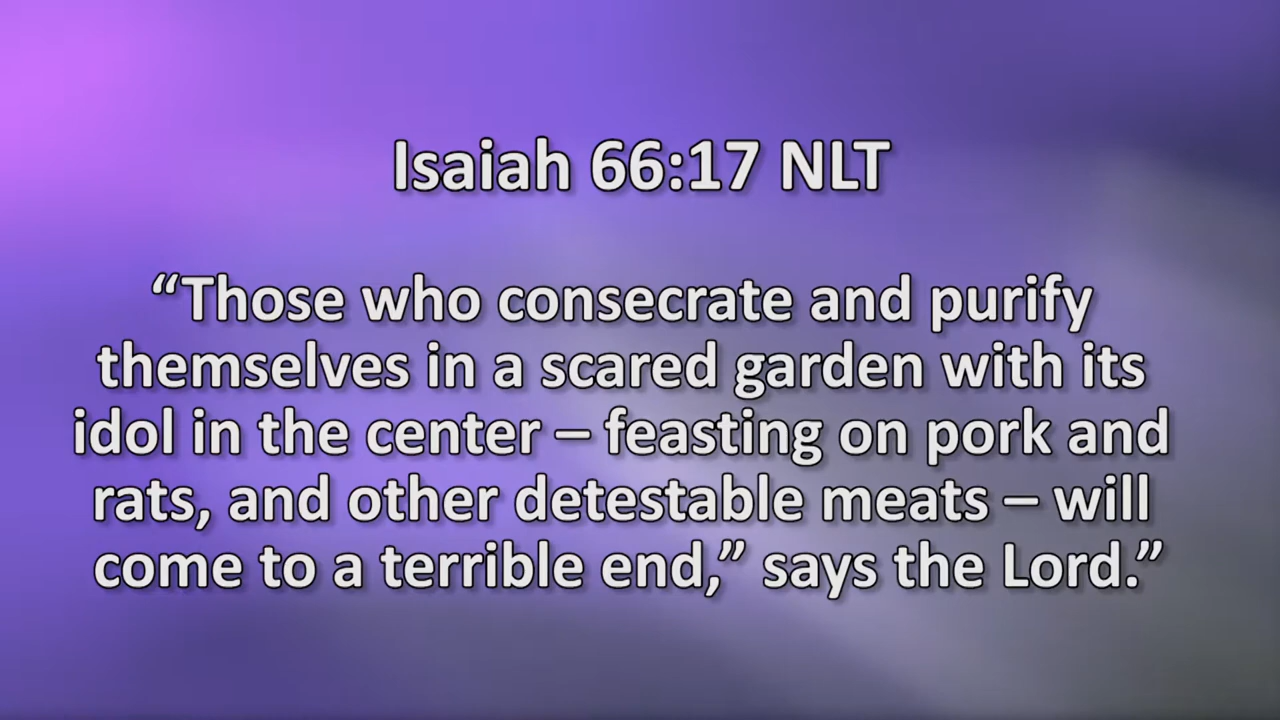 Isaiah 66:17 NLT
“Those who consecrate and purify
themselves in a scared garden with its
idol in the center – feasting on pork and
rats, and other detestable meats – will
come to a terrible end,” says the Lord.”